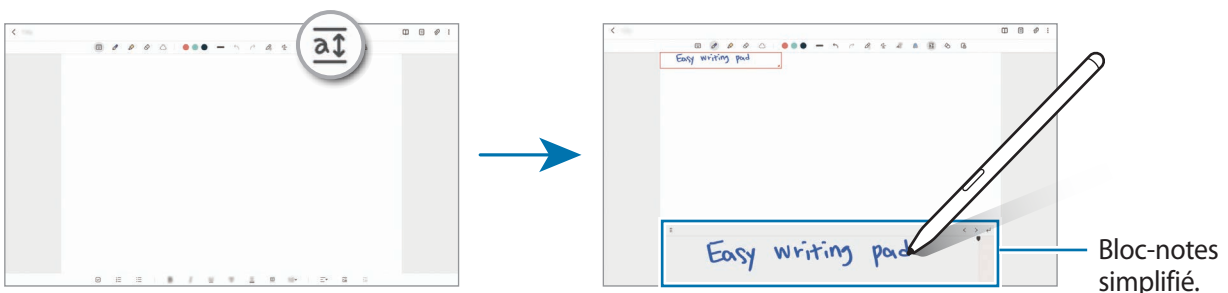 a
Easy writing pad
Easy writing pad
Bloc-notes
simplifié.